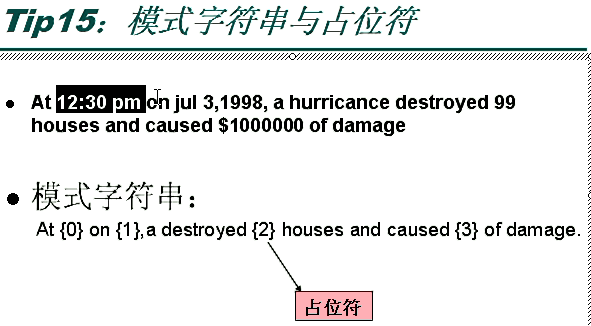 Tip15：模式字符串与占位符
● At 12:30 pm on jul 3,1998, a hurricance destroyed 99
houses and caused $1000000 of damage
● 模式字符串：
At {0} on {1},a destroyed {2} houses and caused {3} of damage.
占位符